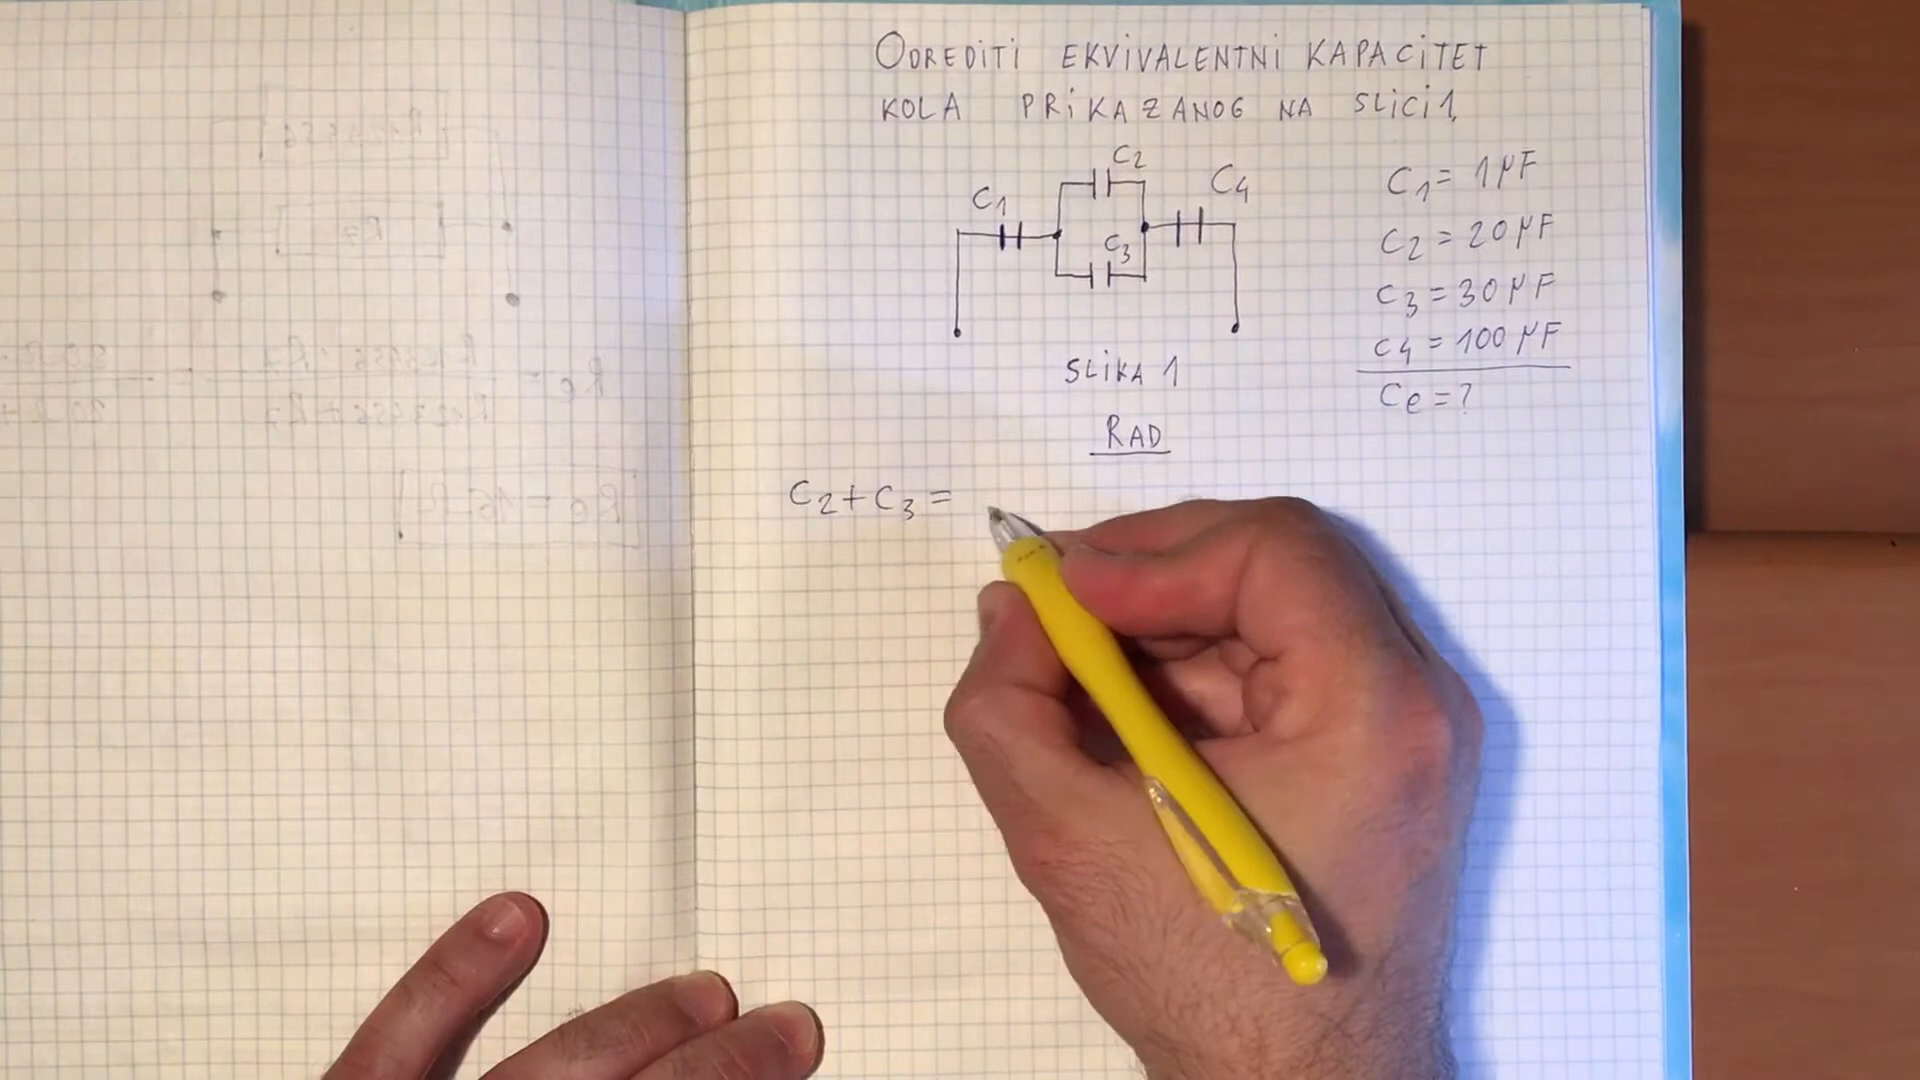 ODREDITI EKVIVALENTNI KAPACITET
KOLA PRIKAZANOG NA SLICI 1.
C2
C1
C4
C3
C1 = 1 μF
C2 = 20 μF
C3 = 30 μF
C4 = 100 μF
Ce = ?
SLIKA 1
RAD
C2 + C3 =